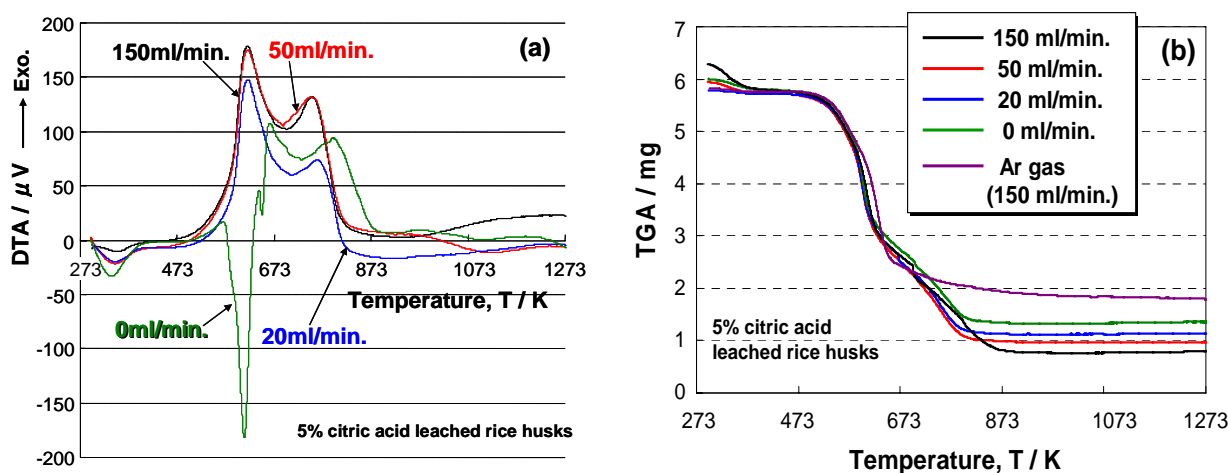 200
150
100
50
0
-50
-100
-150
-200
DTA / μV ⟶ Exo.
(a)
150ml/min.
50ml/min.
0ml/min.
20ml/min.
273
473
673
873
1073
1273
Temperature, T / K
5% citric acid leached rice husks
7
6
5
4
3
2
1
0
TGA / mg
(b)
150 ml/min.
50 ml/min.
20 ml/min.
0 ml/min.
Ar gas
(150 ml/min.)
5% citric acid
leached rice husks
273
473
673
873
1073
1273
Temperature, T / K